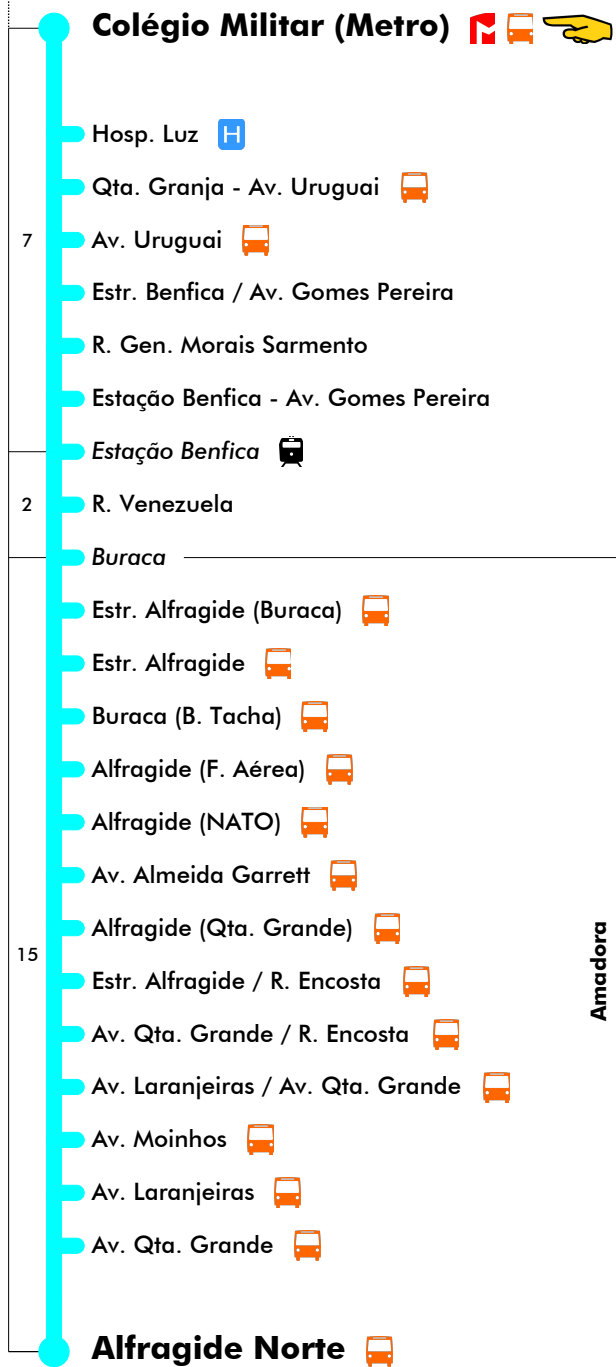 Colégio Militar (Metro)
Hosp. Luz H
Qta. Granja - Av. Uruguai
7 Av. Uruguai
Estr. Benfica / Av. Gomes Pereira
R. Gen. Morais Sarmento
Estação Benfica - Av. Gomes Pereira
Estação Benfica
2 R. Venezuela
Buraca
Estr. Alfragide (Buraca)
Estr. Alfragide
Buraca (B. Tacha)
Alfragide (F. Aérea)
Alfragide (NATO)
Av. Almeida Garrett
Alfragide (Qta. Grande)
15
Estr. Alfragide / R. Encosta
Av. Qta. Grande / R. Encosta
Av. Laranjeiras / Av. Qta. Grande
Av. Moinhos
Av. Laranjeiras
Av. Qta. Grande
Alfragide Norte
Amadora